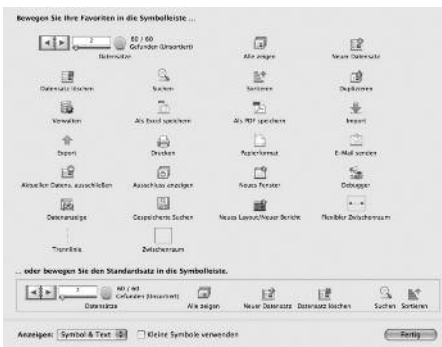 Bewegen Sie Ihre Favoriten in die Symbolleiste ...
2
60 / 60
Gefunden (Unsortiert)
Datensätze
Alle zeigen
Neuer Datensatz
Datensatz löschen
Suchen
Sortieren
Duplizieren
Verwalten
Als Excel speichern
Als PDF speichern
Import
Export
Drucken
Papierformat
E-Mail senden
Aktuellen Datens. ausschließen
Ausschluss anzeigen
Neues Fenster
Debugger
Datenanzeige
Gespeicherte Suchen
Neues Layout/Neuer Bericht
Flexibler Zwischenraum
Trennlinie
Zwischenraum
... oder bewegen Sie den Standardsatz in die Symbolleiste.
2
60 / 60
Gefunden (Unsortiert)
Datensätze
Alle zeigen
Neuer Datensatz
Datensatz löschen
Suchen
Sortieren
Anzeigen: Symbol & Text
Kleine Symbole verwenden
Fertig